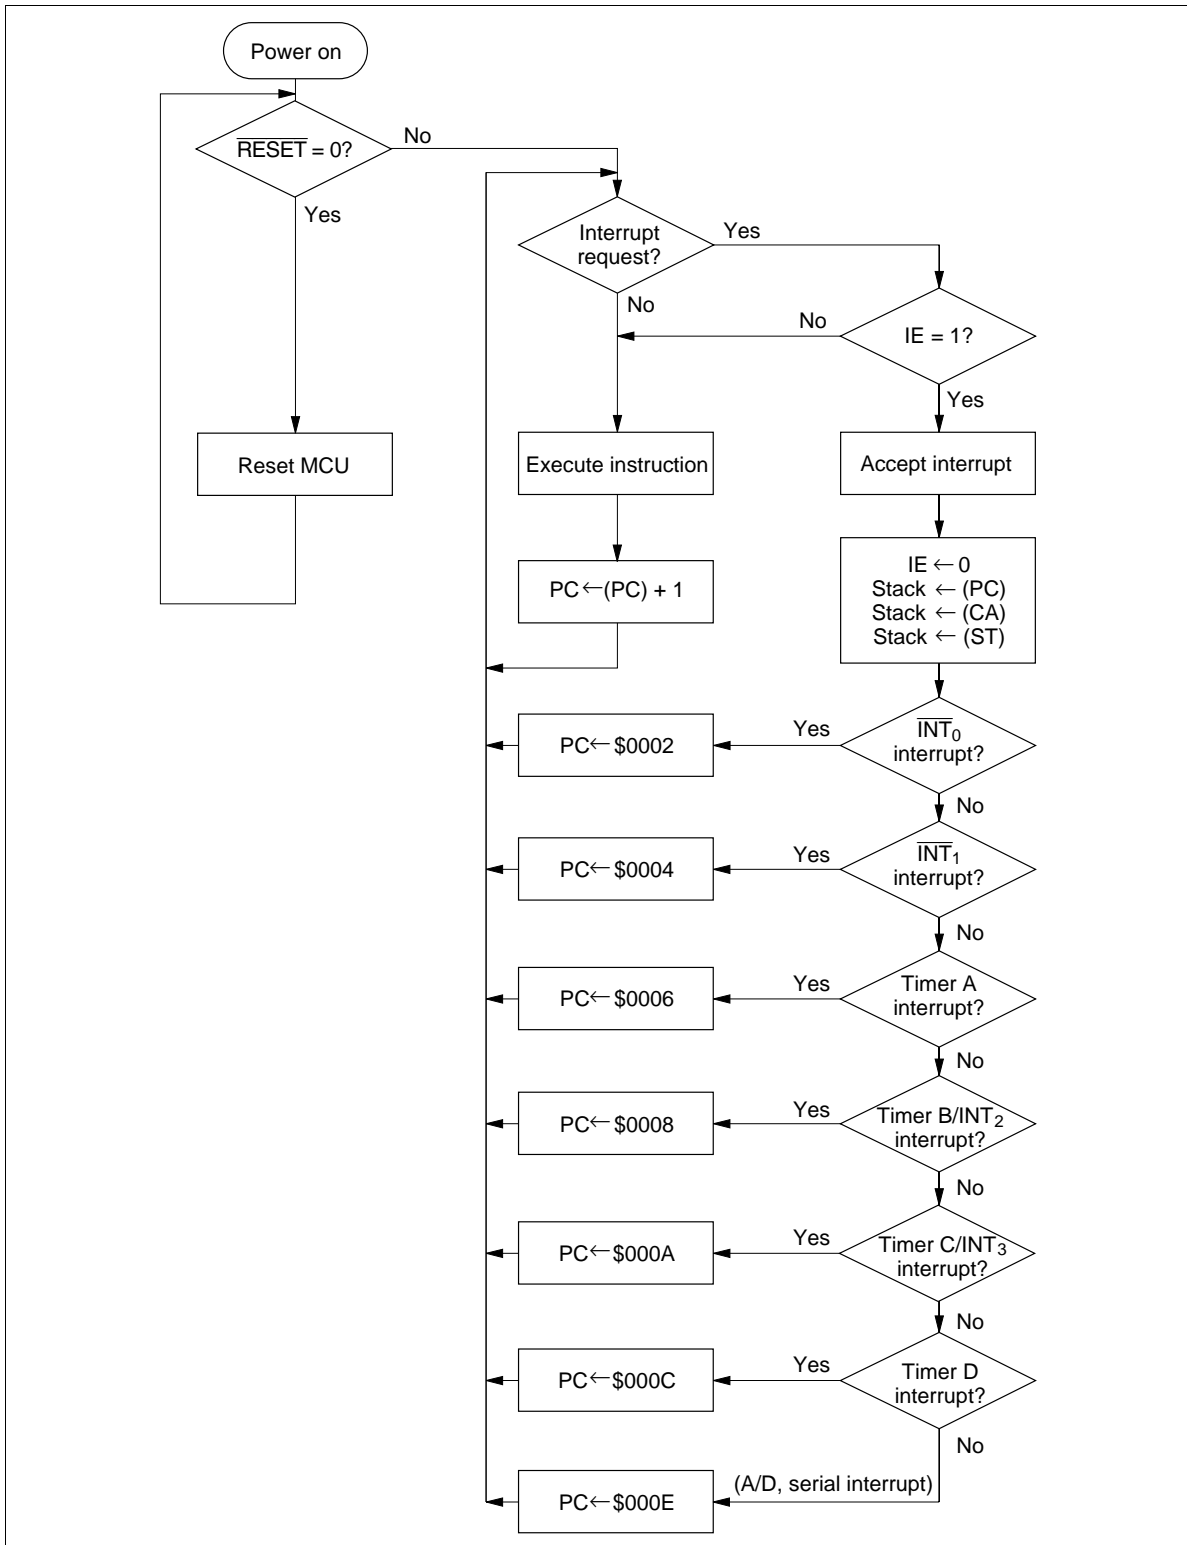 Power on
RESET = 0?
No
Yes
Interrupt
request?
Yes
No
No
IE = 1?
Yes
Reset MCU
Execute instruction
Accept interrupt
PC ← (PC) + 1
IE ← 0
Stack ← (PC)
Stack ← (CA)
Stack ← (ST)
PC ← $0002
Yes
INT0
interrupt?
No
PC ← $0004
Yes
INT1
interrupt?
No
PC ← $0006
Yes
Timer A
interrupt?
No
PC ← $0008
Yes
Timer B/INT2
interrupt?
No
PC ← $000A
Yes
Timer C/INT3
interrupt?
No
PC ← $000C
Yes
Timer D
interrupt?
No
PC ← $000E
(A/D, serial interrupt)